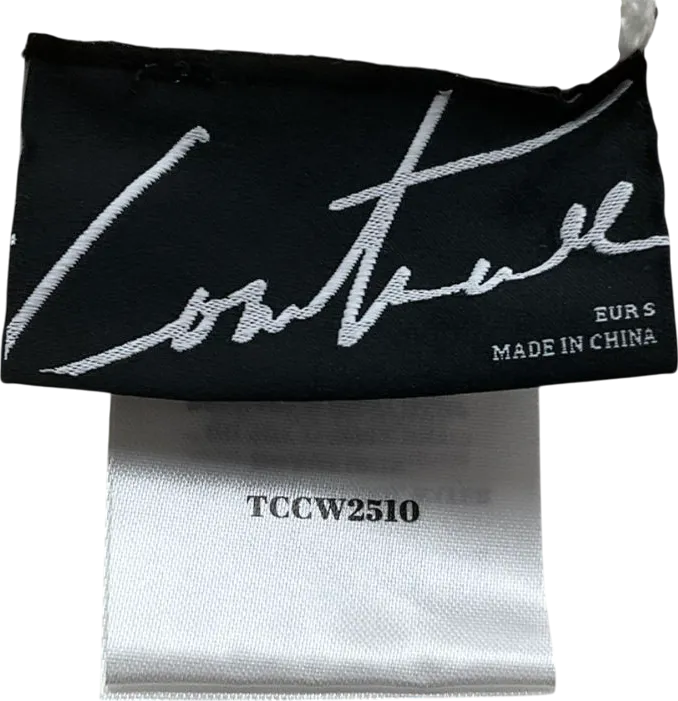 Couture
EUR S
MADE IN CHINA
TCCW2510